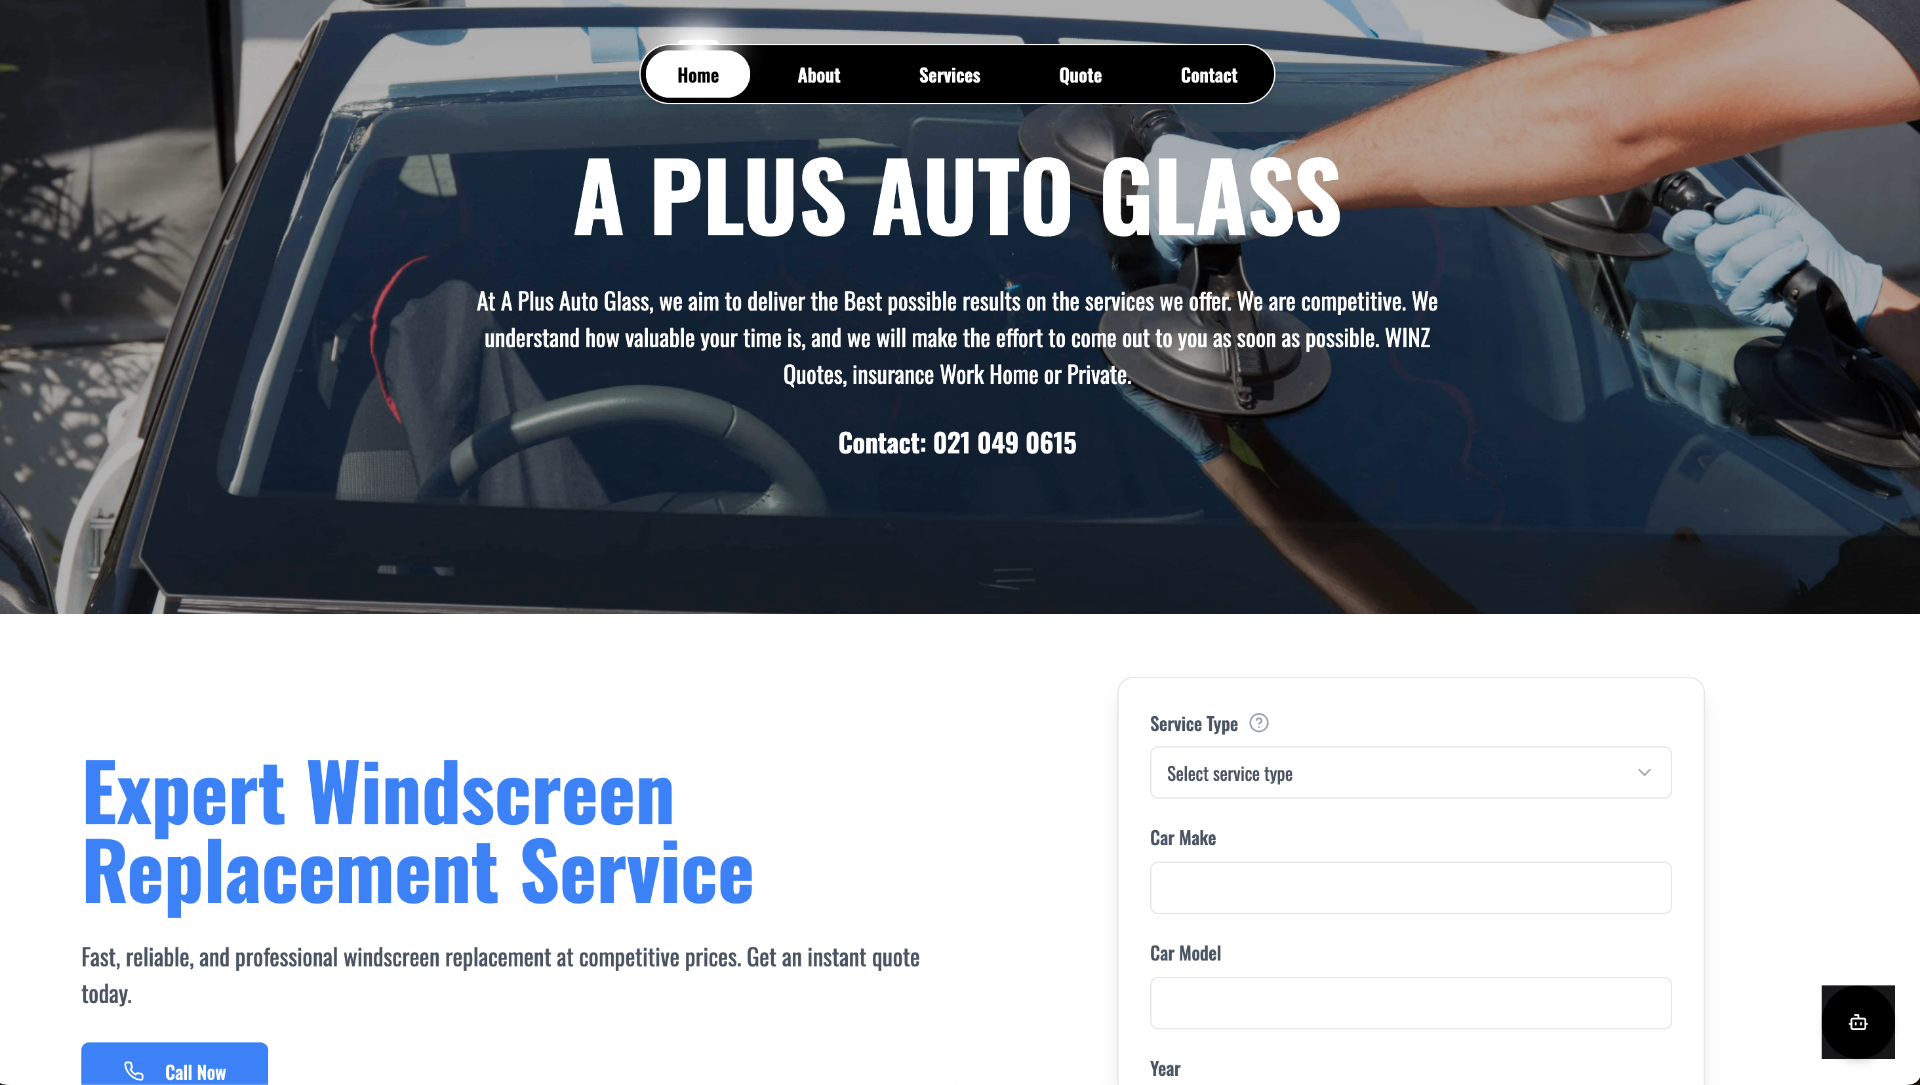 Home
About
Services
Quote
Contact
A PLUS AUTO GLASS
At A Plus Auto Glass, we aim to deliver the Best possible results on the services we offer. We are competitive. We
understand how valuable your time is, and we will make the effort to come out to you as soon as possible. WINZ
Quotes, insurance Work Home or Private.
Contact: 021 049 0615
Expert Windscreen
Replacement Service
Fast, reliable, and professional windscreen replacement at competitive prices. Get an instant quote
today.
Call Now
Service Type
Select service type
Car Make
Car Model
Year